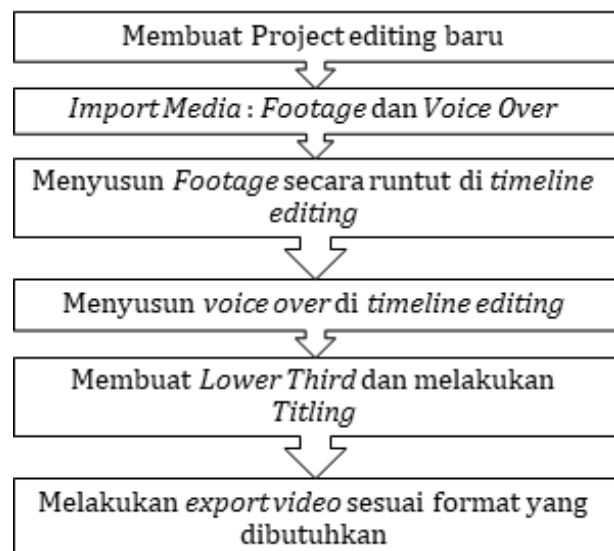 Membuat Project editing baru
Import Media : Footage dan Voice Over
Menyusun Footage secara runtut di timeline
editing
Menyusun voice over di timeline editing
Membuat Lower Third dan melakukan
Titling
Melakukan export video sesuai format yang
dibutuhkan